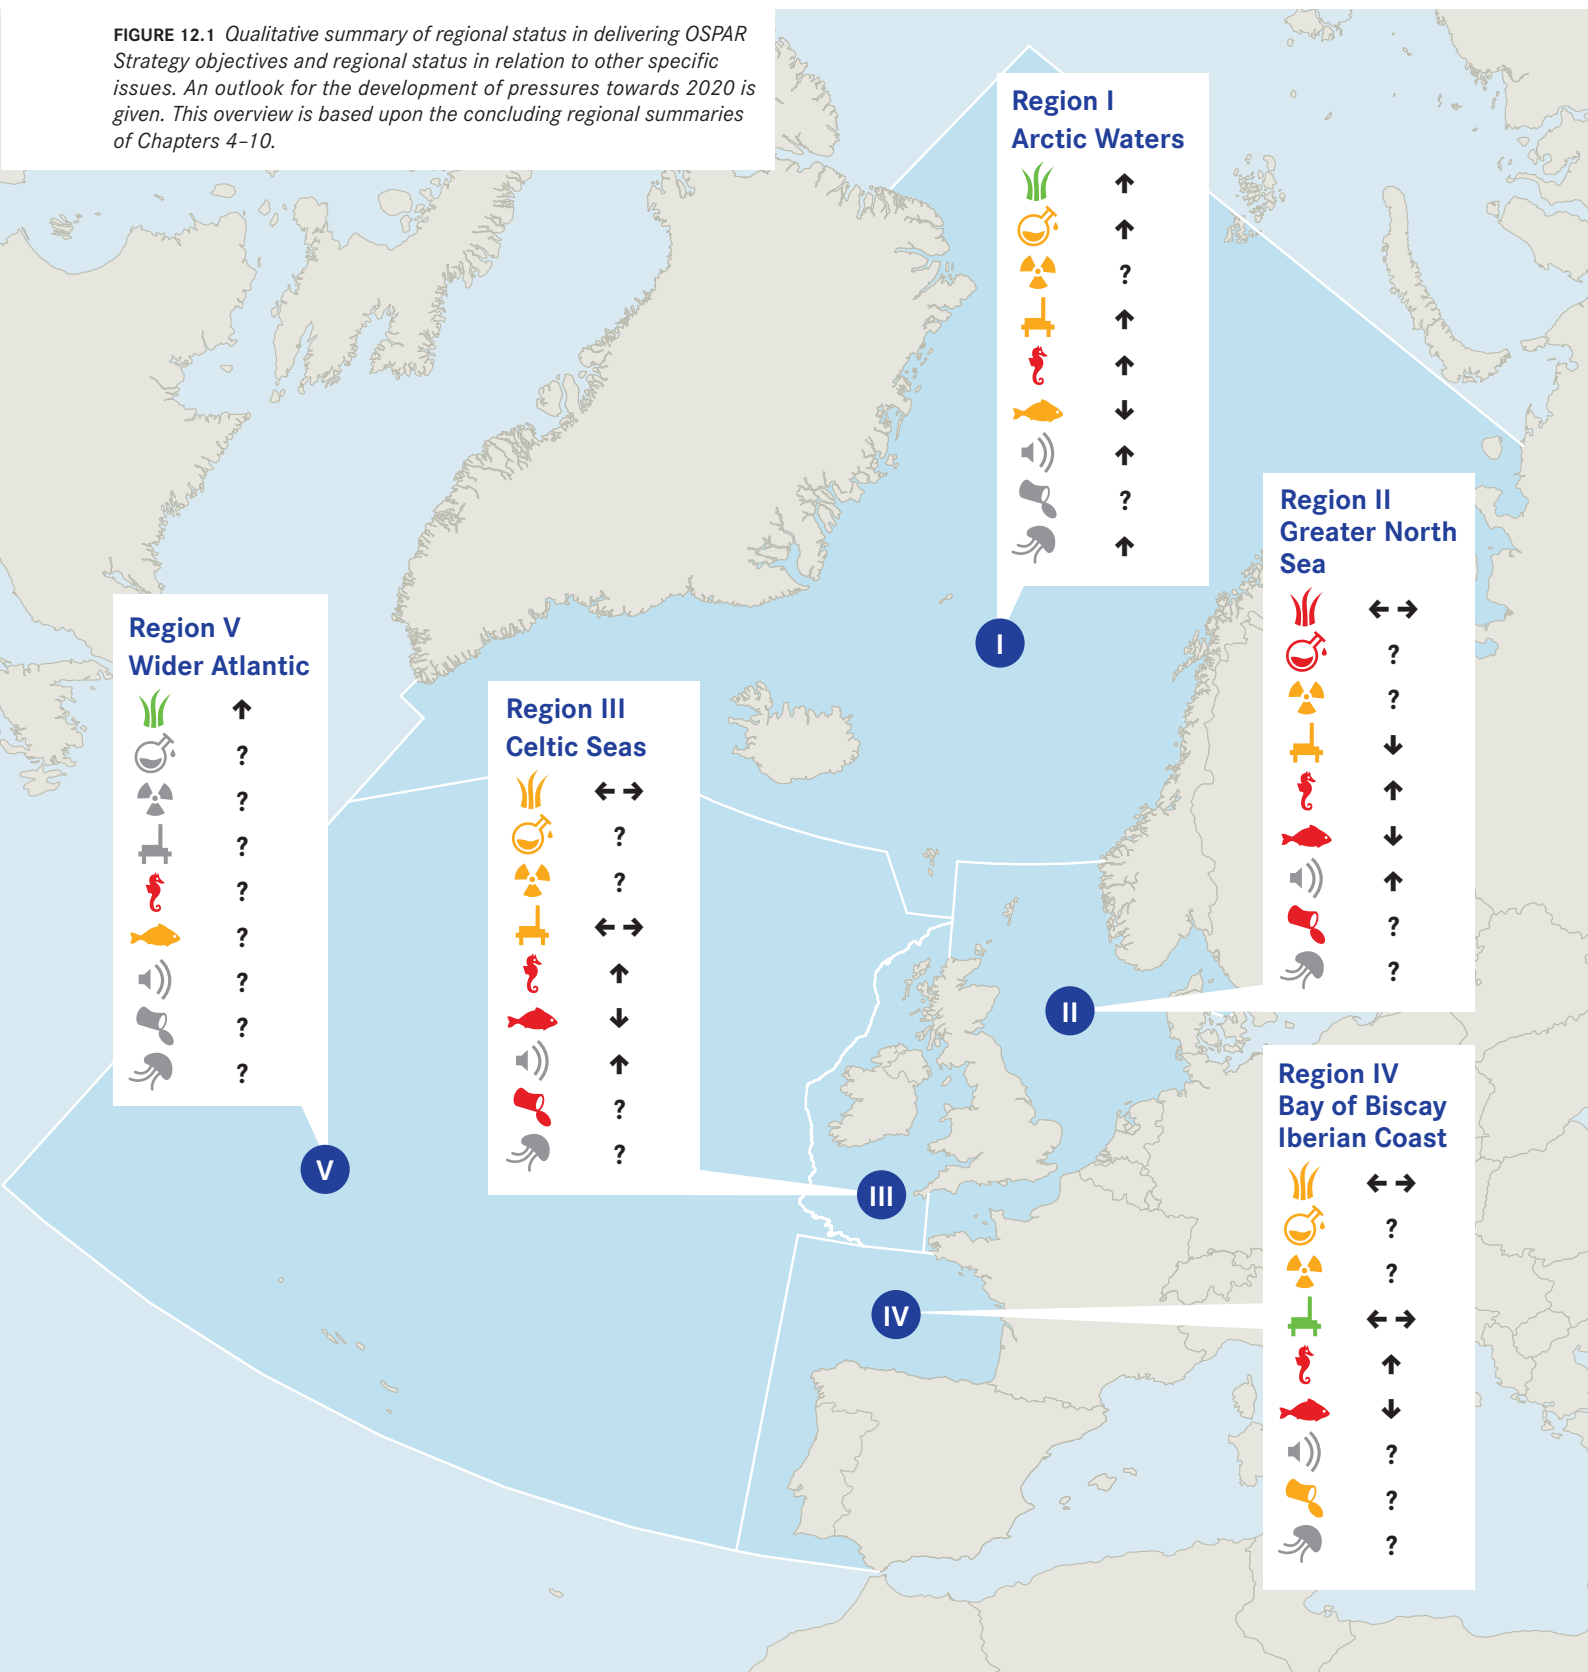 FIGURE 12.1 Qualitative summary of regional status in delivering OSPAR
Strategy objectives and regional status in relation to other specific
issues. An outlook for the development of pressures towards 2020 is
given. This overview is based upon the concluding regional summaries
of Chapters 4–10.
Region I
Arctic Waters
↑
↑
?
↑
↑
↓
↑
?
↑
I
Region II
Greater North
Sea
← →
?
?
↓
↑
↓
↑
?
?
II
Region V
Wider Atlantic
↑
?
?
?
?
?
?
?
?
V
Region III
Celtic Seas
← →
?
?
← →
↑
↓
↑
?
?
III
Region IV
Bay of Biscay
Iberian Coast
← →
?
?
← →
↑
↓
?
?
?
IV